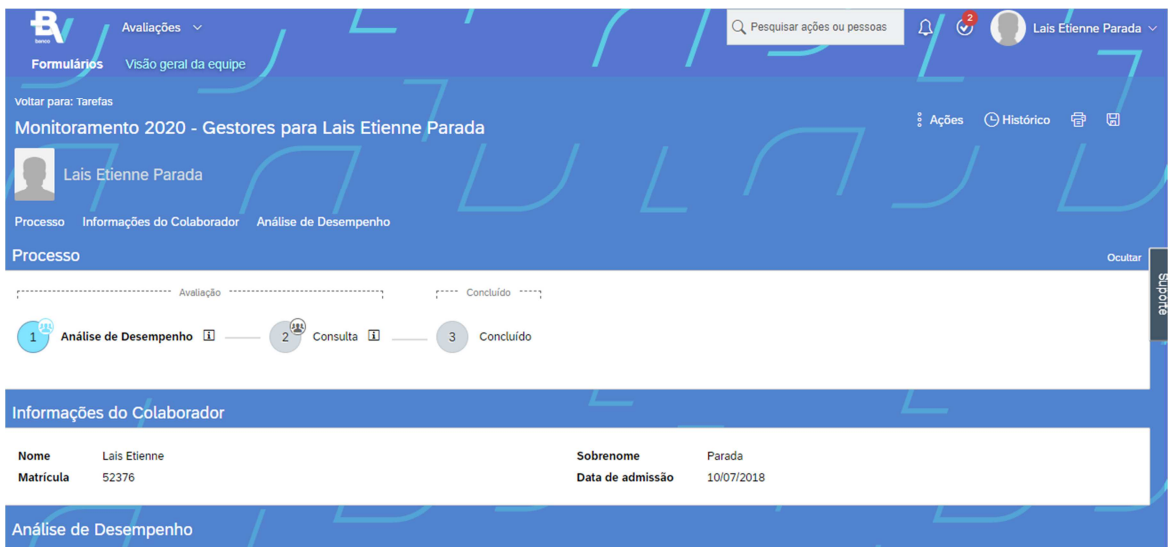 BV
banco
Avaliações
Pesquisar ações ou pessoas
2
Lais Etienne Parada
Formulários Visão geral da equipe
Voltar para: Tarefas
Monitoramento 2020 - Gestores para Lais Etienne Parada
Ações Histórico
Lais Etienne Parada
Processo Informações do Colaborador Análise de Desempenho
Processo
Ocultar
Suporte
Avaliação Concluído
1 Análise de Desempenho i 2 Consulta i 3 Concluído
Informações do Colaborador
Nome Lais Etienne Sobrenome Parada
Matrícula 52376 Data de admissão 10/07/2018
Análise de Desempenho